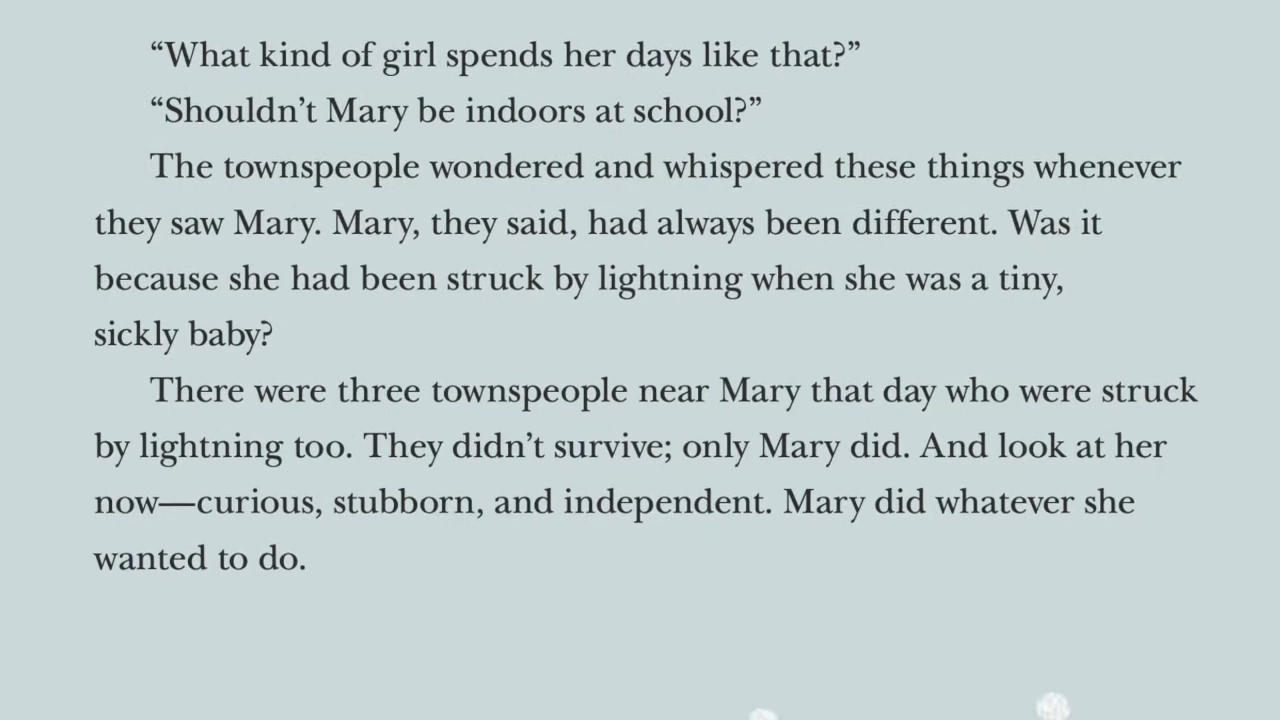 “What kind of girl spends her days like that?”
“Shouldn’t Mary be indoors at school?”
The townspeople wondered and whispered these things whenever
they saw Mary. Mary, they said, had always been different. Was it
because she had been struck by lightning when she was a tiny,
sickly baby?
There were three townspeople near Mary that day who were struck
by lightning too. They didn’t survive; only Mary did. And look at her
now—curious, stubborn, and independent. Mary did whatever she
wanted to do.